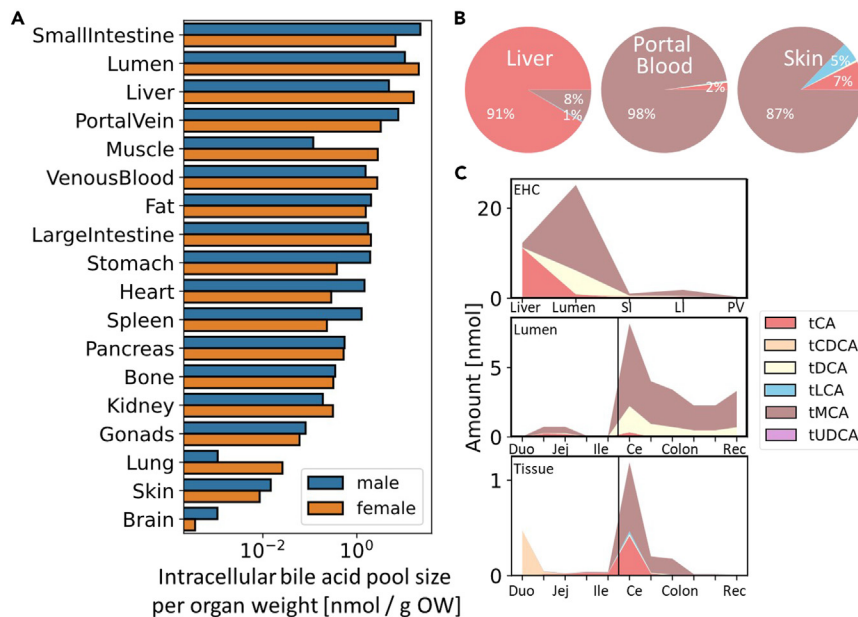 A
SmallIntestine
Lumen
Liver
PortalVein
Muscle
VenousBlood
Fat
LargeIntestine
Stomach
Heart
Spleen
Pancreas
Bone
Kidney
Gonads
Lung
Skin
Brain
male
female
10⁻² 10⁰
Intracellular bile acid pool size
per organ weight [nmol / g OW]
B
Liver
91%
8%
1%
Portal
Blood
98%
2%
Skin
87%
5%
7%
C
EHC
20
0
Liver Lumen SI LI PV
Lumen
5
0
Duo Jej Ile Ce Colon Rec
Tissue
1
0
Duo Jej Ile Ce Colon Rec
Amount [nmol]
tCA
tCDCA
tDCA
tLCA
tMCA
tUDCA